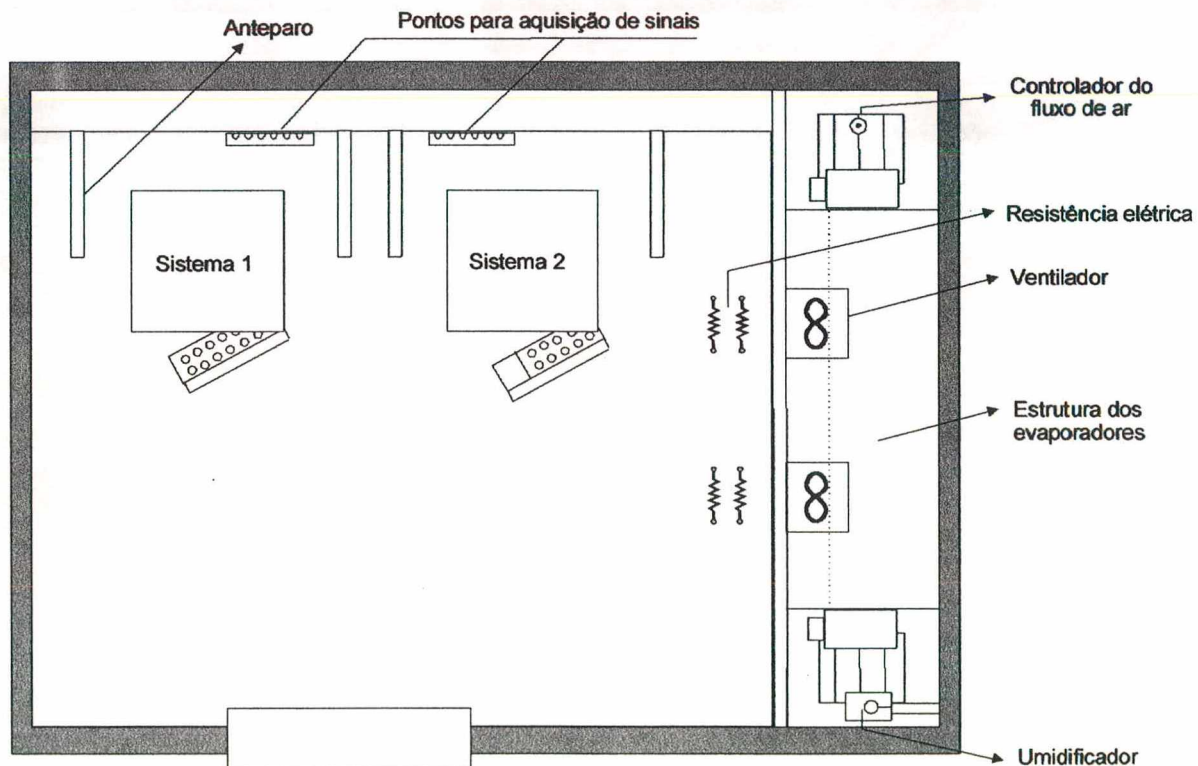 Anteparo
Pontos para aquisição de sinais
Controlador do
fluxo de ar
Resistência elétrica
Sistema 1
Sistema 2
Ventilador
Estrutura dos
evaporadores
Umidificador